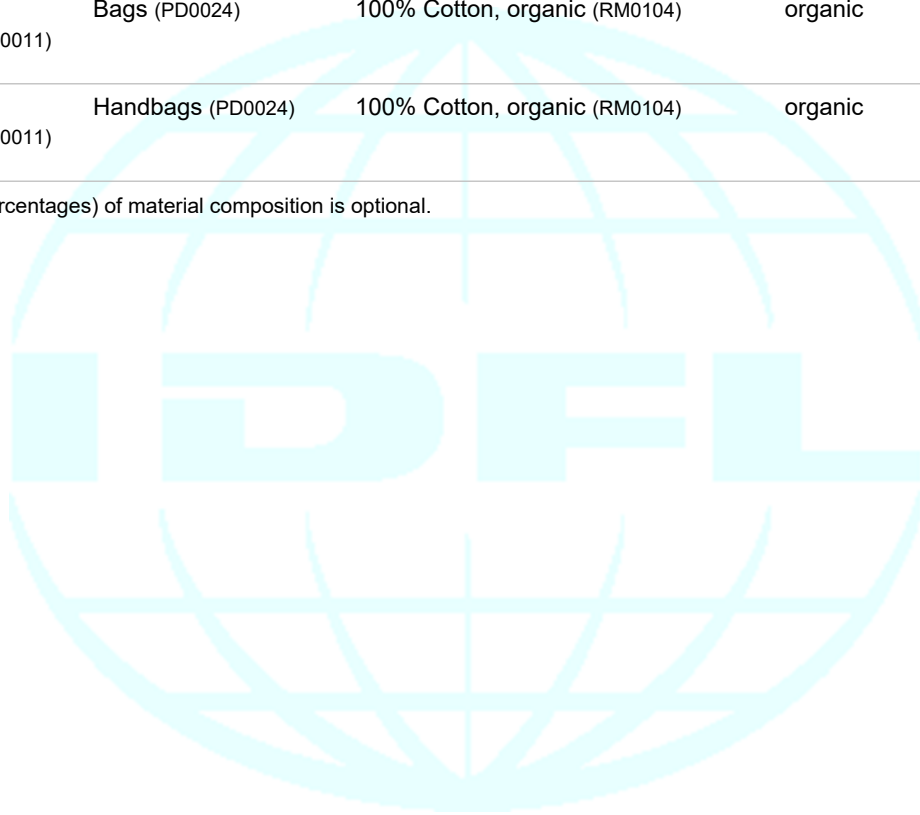 Bags (PD0024) 100% Cotton, organic (RM0104) organic
0011)
Handbags (PD0024) 100% Cotton, organic (RM0104) organic
0011)
rcentages) of material composition is optional.
IDFL